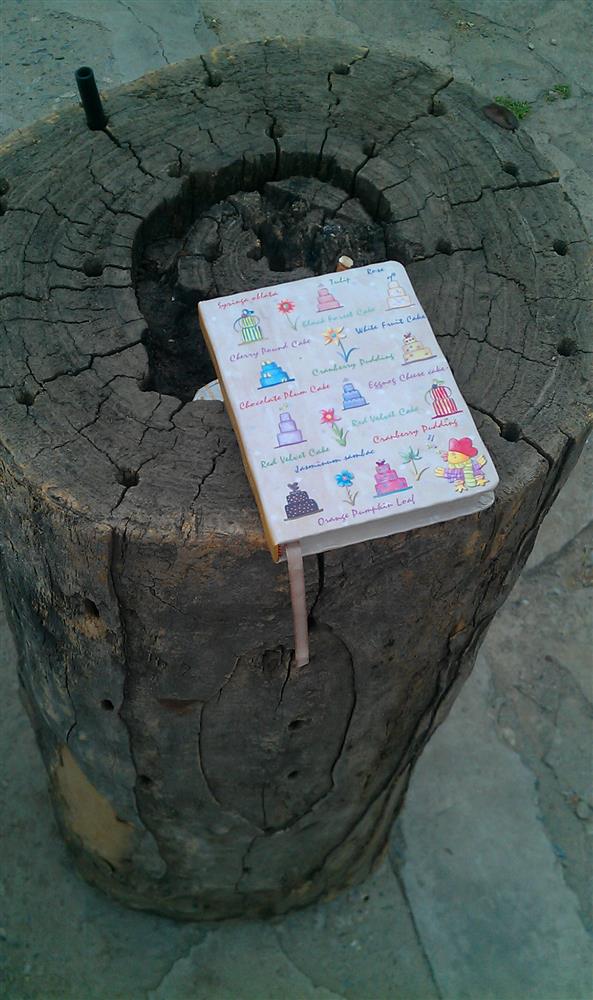 Syringa oblata
Tulip
Rose
Black Forest Cake
White Fruit Cake
Cherry Pound Cake
Cranberry Pudding
Chocolate Plum Cake
Eggnog Cheese cake
Red Velvet Cake
Cranberry Pudding
Red Velvet Cake
Jasminum sambac
Orange Pumpkin Loaf